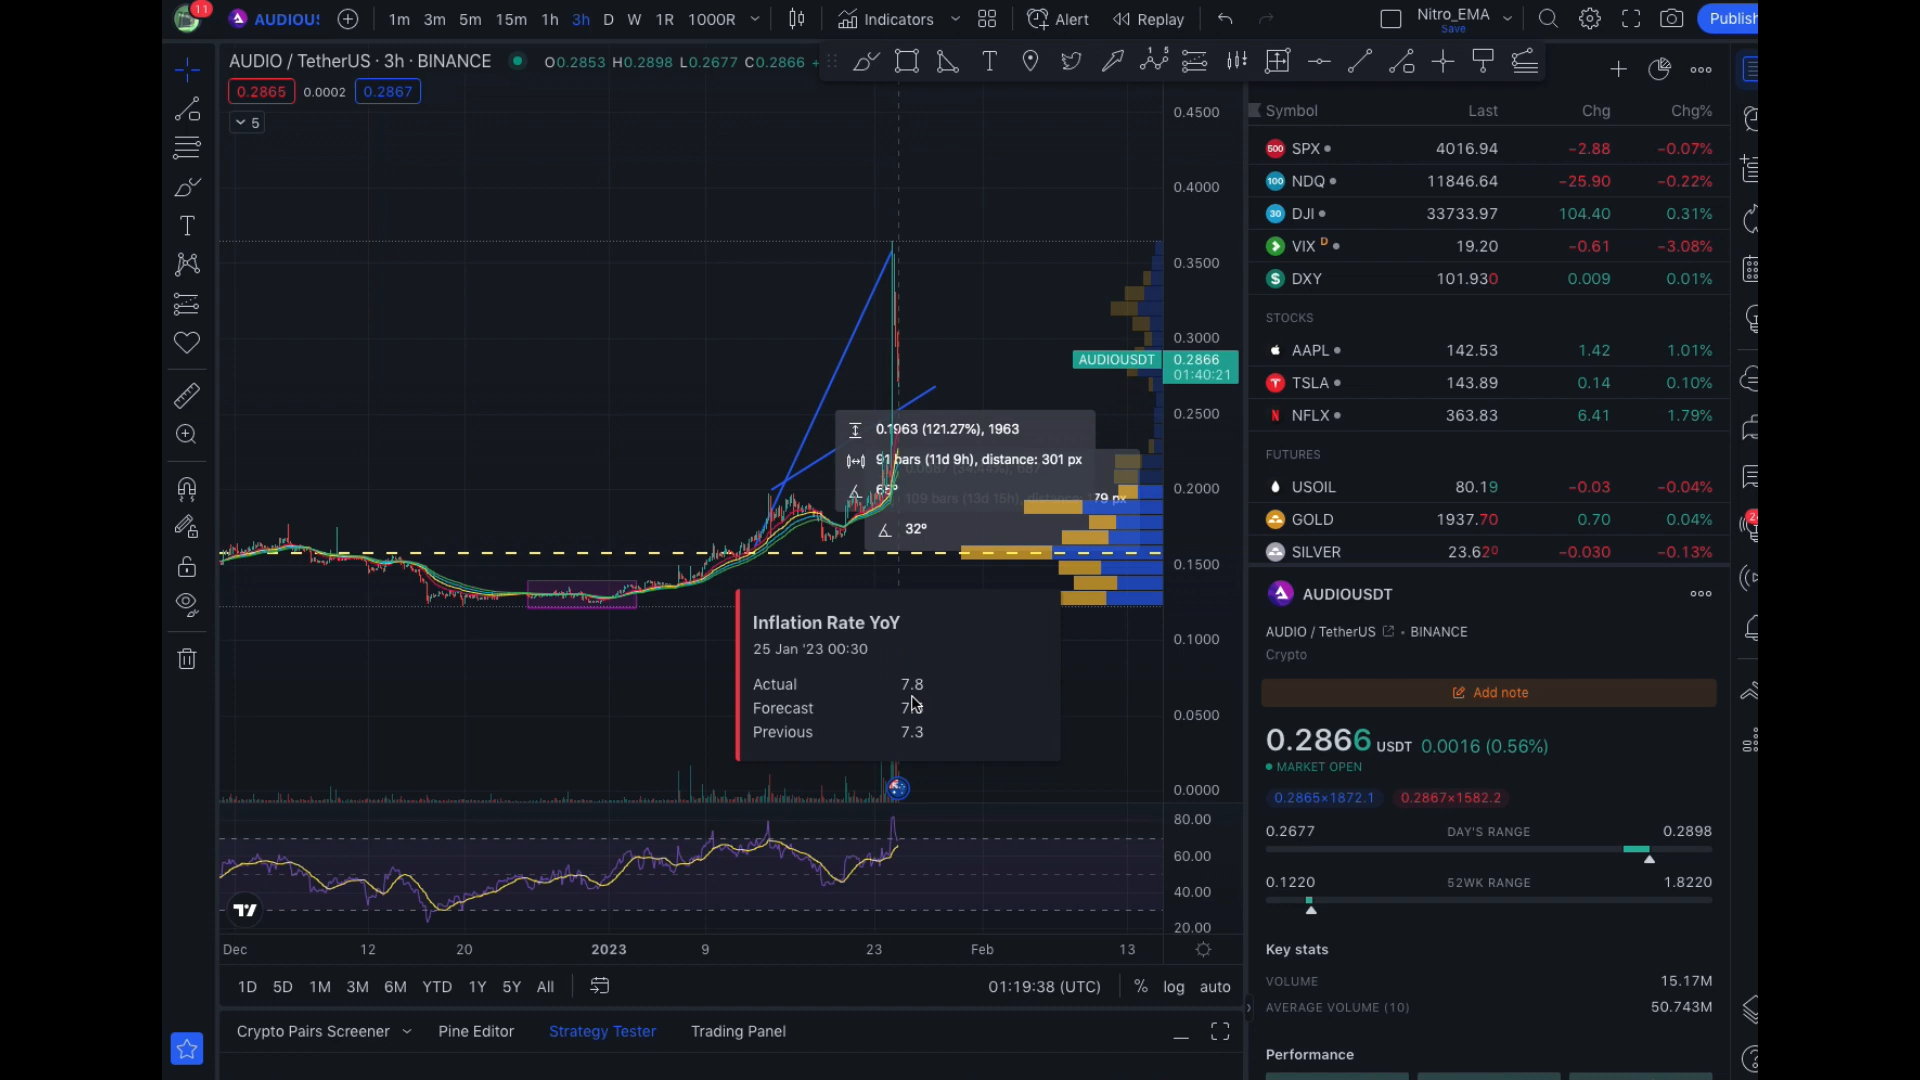 11 AUDIOU: 1m 3m 5m 15m 1h 3h D W 1R 1000R Indicators Alert Replay Nitro_EMA Save Publish
AUDIO / TetherUS · 3h · BINANCE O0.2853 H0.2898 L0.2677 C0.2866 +
0.2865 0.0002 0.2867
5
0.4500
0.4000
0.3500
0.3000
AUDIOUSDT 0.2866
01:40:21
0.2500
0.2000
0.1500
0.1000
0.0500
0.0000
0.1963 (121.27%), 1963
91 bars (11d 9h), distance: 301 px
65º
109 bars (13d 15h), distance: 79 px
32º
Inflation Rate YoY
25 Jan '23 00:30
Actual 7.8
Forecast
Previous 7.3
80.00
60.00
40.00
20.00
Dec 12 20 2023 9 23 Feb 13
1D 5D 1M 3M 6M YTD 1Y 5Y All 01:19:38 (UTC) % log auto
Crypto Pairs Screener Pine Editor Strategy Tester Trading Panel
Symbol Last Chg Chg%
500 SPX 4016.94 −2.88 −0.07%
100 NDQ 11846.64 −25.90 −0.22%
30 DJI 33733.97 104.40 0.31%
VIX D 19.20 −0.61 −3.08%
$ DXY 101.930 0.009 0.01%
STOCKS
AAPL 142.53 1.42 1.01%
TSLA 143.89 0.14 0.10%
N NFLX 363.83 6.41 1.79%
FUTURES
USOIL 80.19 −0.03 −0.04%
GOLD 1937.70 0.70 0.04%
SILVER 23.620 −0.030 −0.13%
AUDIOUSDT
AUDIO / TetherUS • BINANCE
Crypto
Add note
0.2866 USDT 0.0016 (0.56%)
MARKET OPEN
0.2865×1872.1 0.2867×1582.2
0.2677 DAY'S RANGE 0.2898
0.1220 52WK RANGE 1.8220
Key stats
VOLUME 15.17M
AVERAGE VOLUME (10) 50.743M
Performance